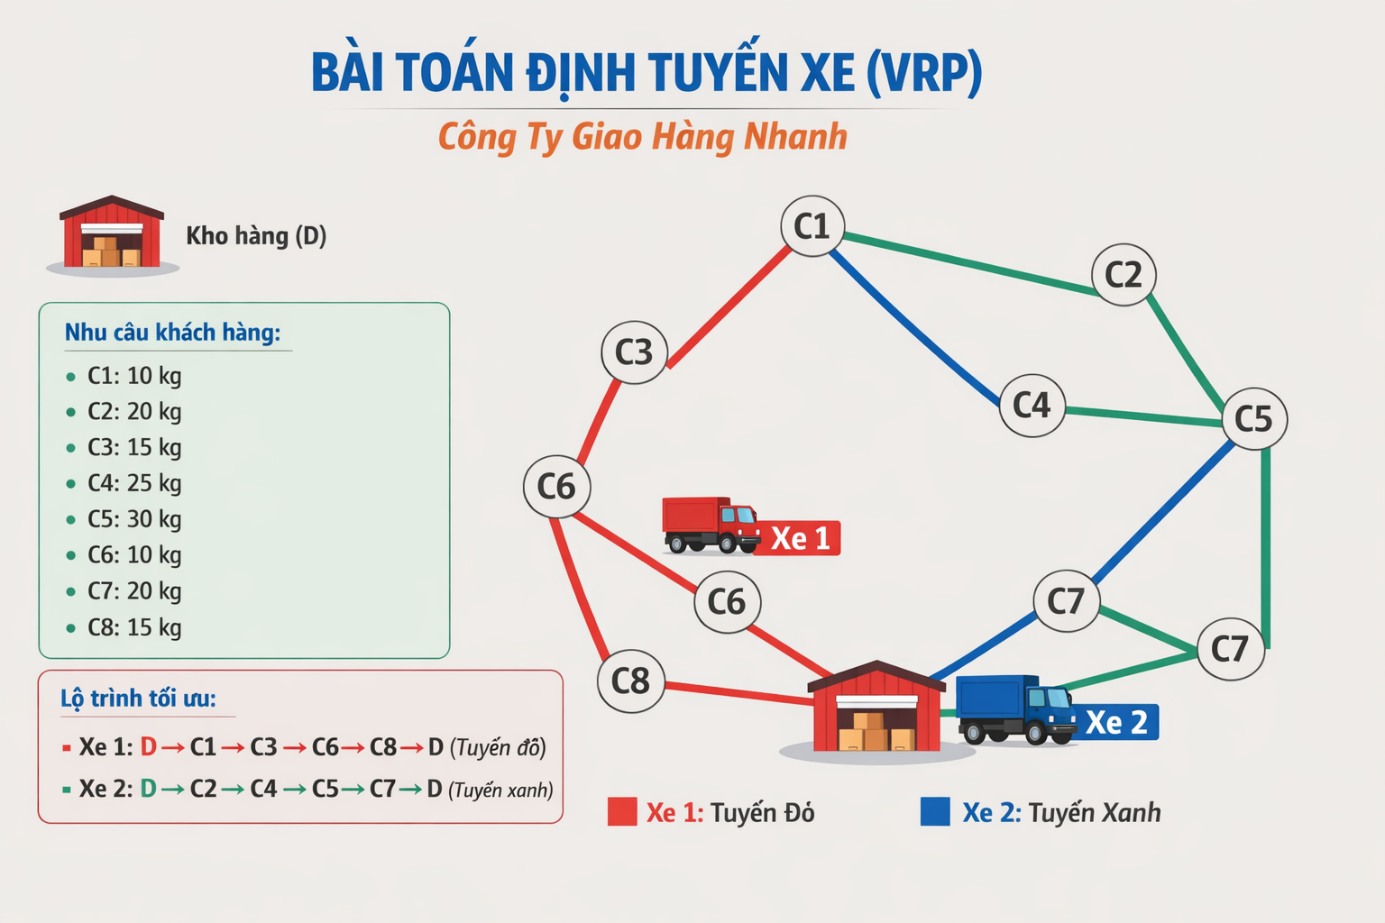 BÀI TOÁN ĐỊNH TUYẾN XE (VRP)
Công Ty Giao Hàng Nhanh
Kho hàng (D)
Nhu câu khách hàng:
• C1: 10 kg
• C2: 20 kg
• C3: 15 kg
• C4: 25 kg
• C5: 30 kg
• C6: 10 kg
• C7: 20 kg
• C8: 15 kg
Lộ trình tối ưu:
▪ Xe 1: D→C1→C3→C6→C8→D (Tuyến đỗ)
▪ Xe 2: D→C2→C4→C5→C7→D (Tuyến xanh)
C1
C2
C3
C4
C5
C6
Xe 1
C6
C7
C7
C8
Xe 2
Xe 1: Tuyến Đỏ
Xe 2: Tuyến Xanh